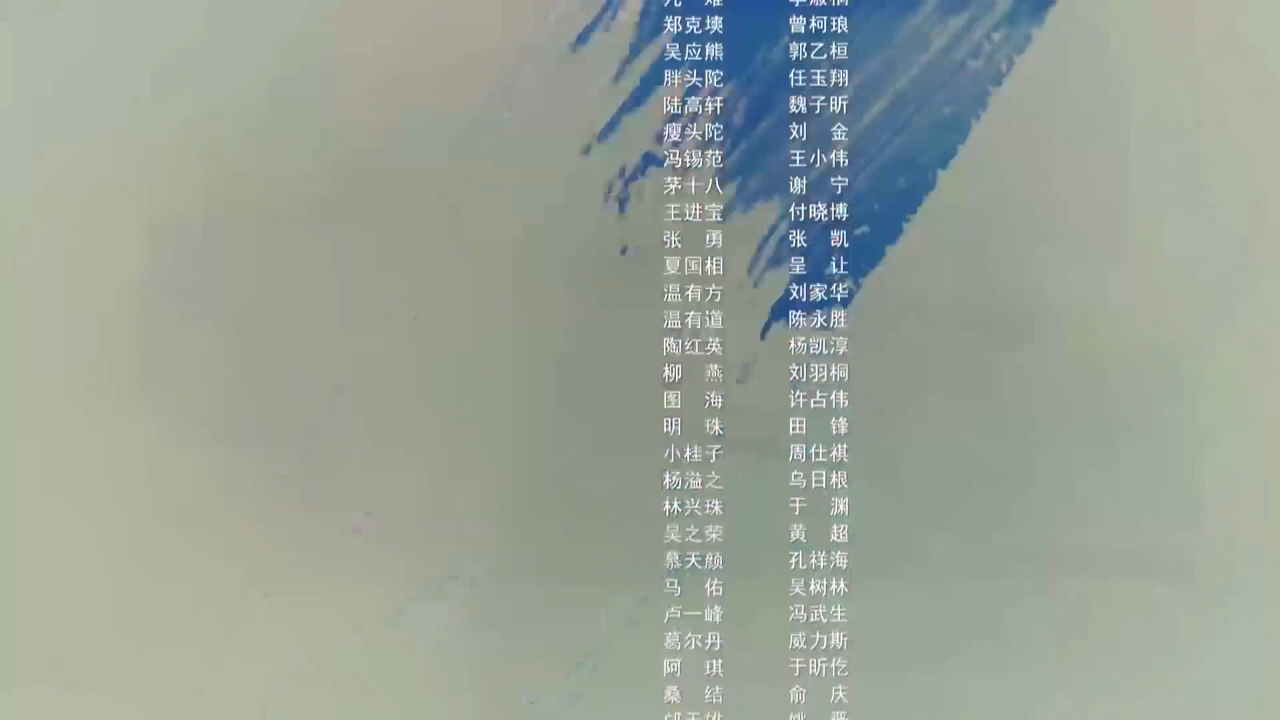 郑克塽 曾柯琅
吴应熊 郭乙桓
胖头陀 任玉翔
陆高轩 魏子昕
瘦头陀 刘 金
冯锡范 王小伟
茅十八 谢 宁
王进宝 付晓博
张 勇 张 凯
夏国相 呈 让
温有方 刘家华
温有道 陈永胜
陶红英 杨凯淳
柳 燕 刘羽桐
图 海 许占伟
明 珠 田 锋
小桂子 周仕祺
杨溢之 乌日根
林兴珠 于 渊
吴之荣 黄 超
慕天颜 孔祥海
马 佑 吴树林
卢一峰 冯武生
葛尔丹 威力斯
阿 琪 于昕仡
桑 结 俞 庆